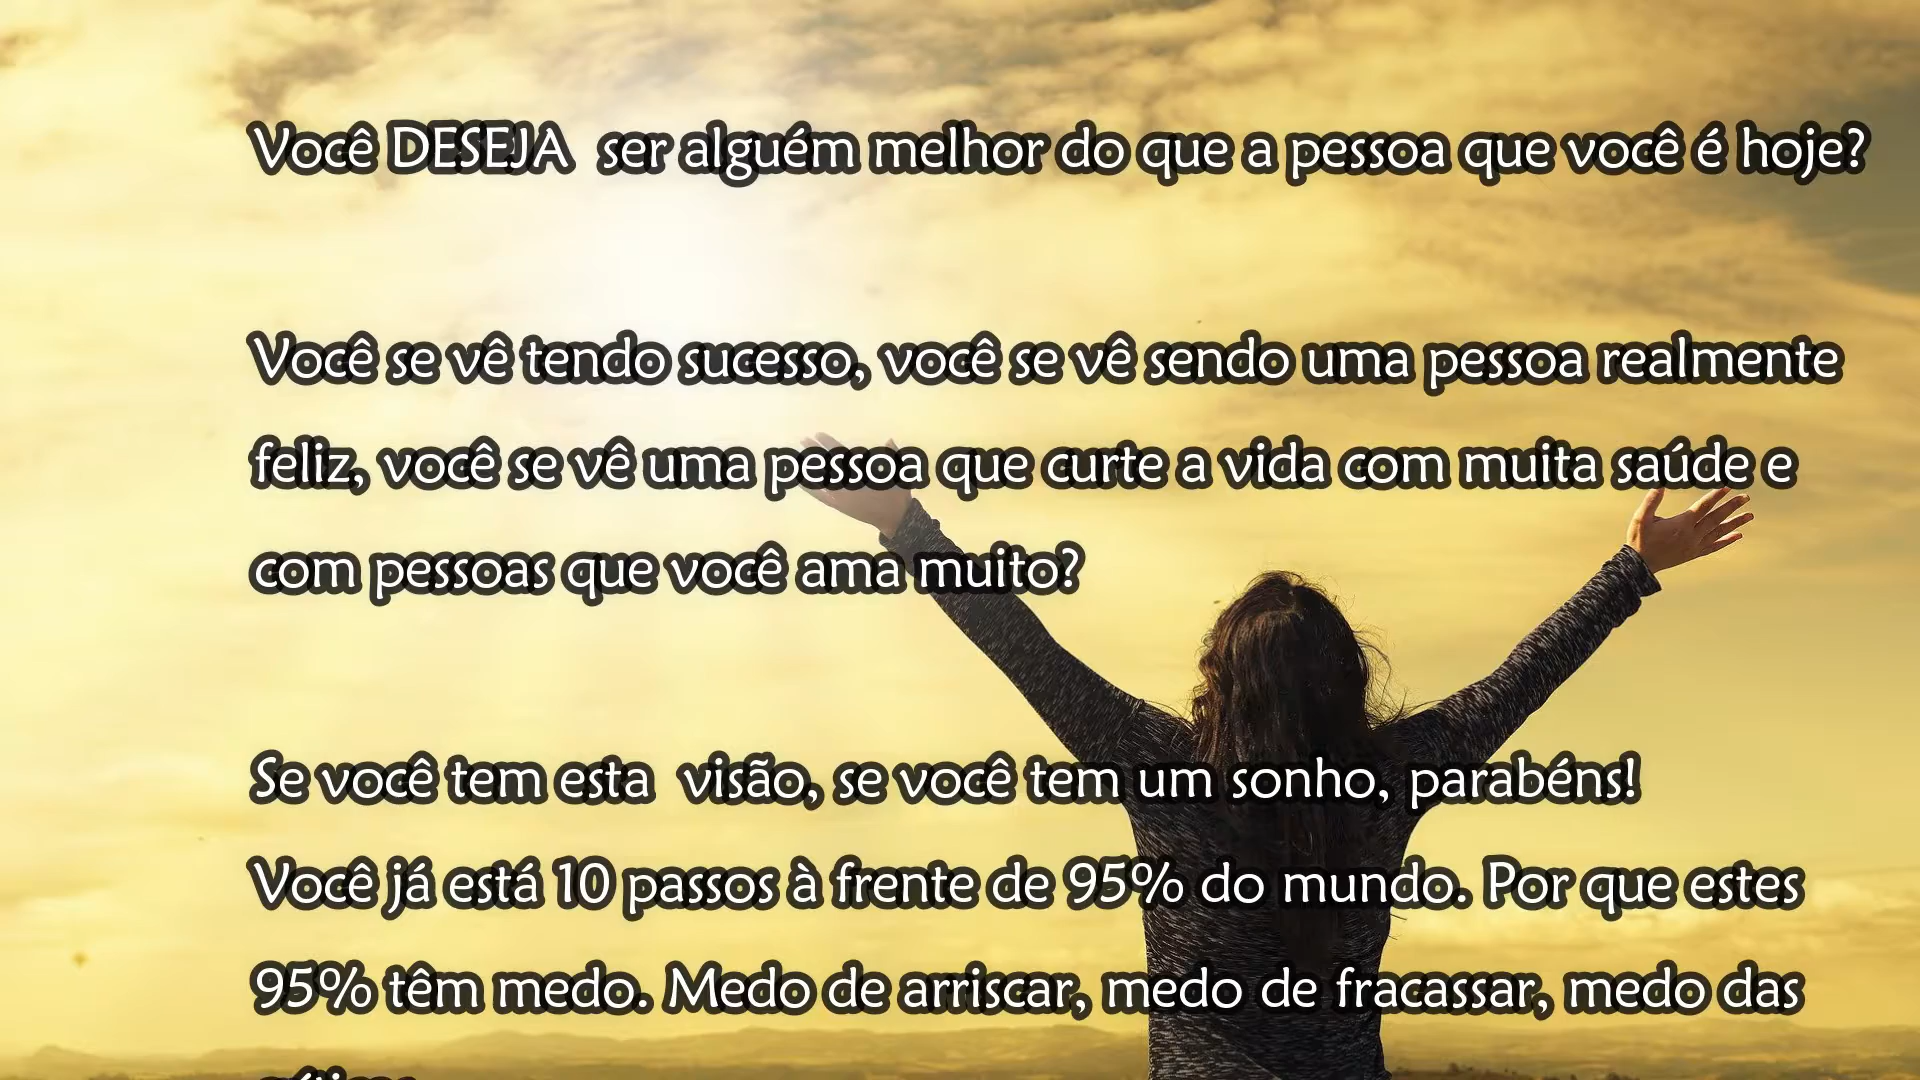 Você DESEJA  ser alguém melhor do que a pessoa que você é hoje?
Você se vê tendo sucesso, você se vê sendo uma pessoa realmente
feliz, você se vê uma pessoa que curte a vida com muita saúde e
com pessoas que você ama muito?
Se você tem esta  visão, se você tem um sonho, parabéns!
Você já está 10 passos à frente de 95% do mundo. Por que estes
95% têm medo. Medo de arriscar, medo de fracassar, medo das